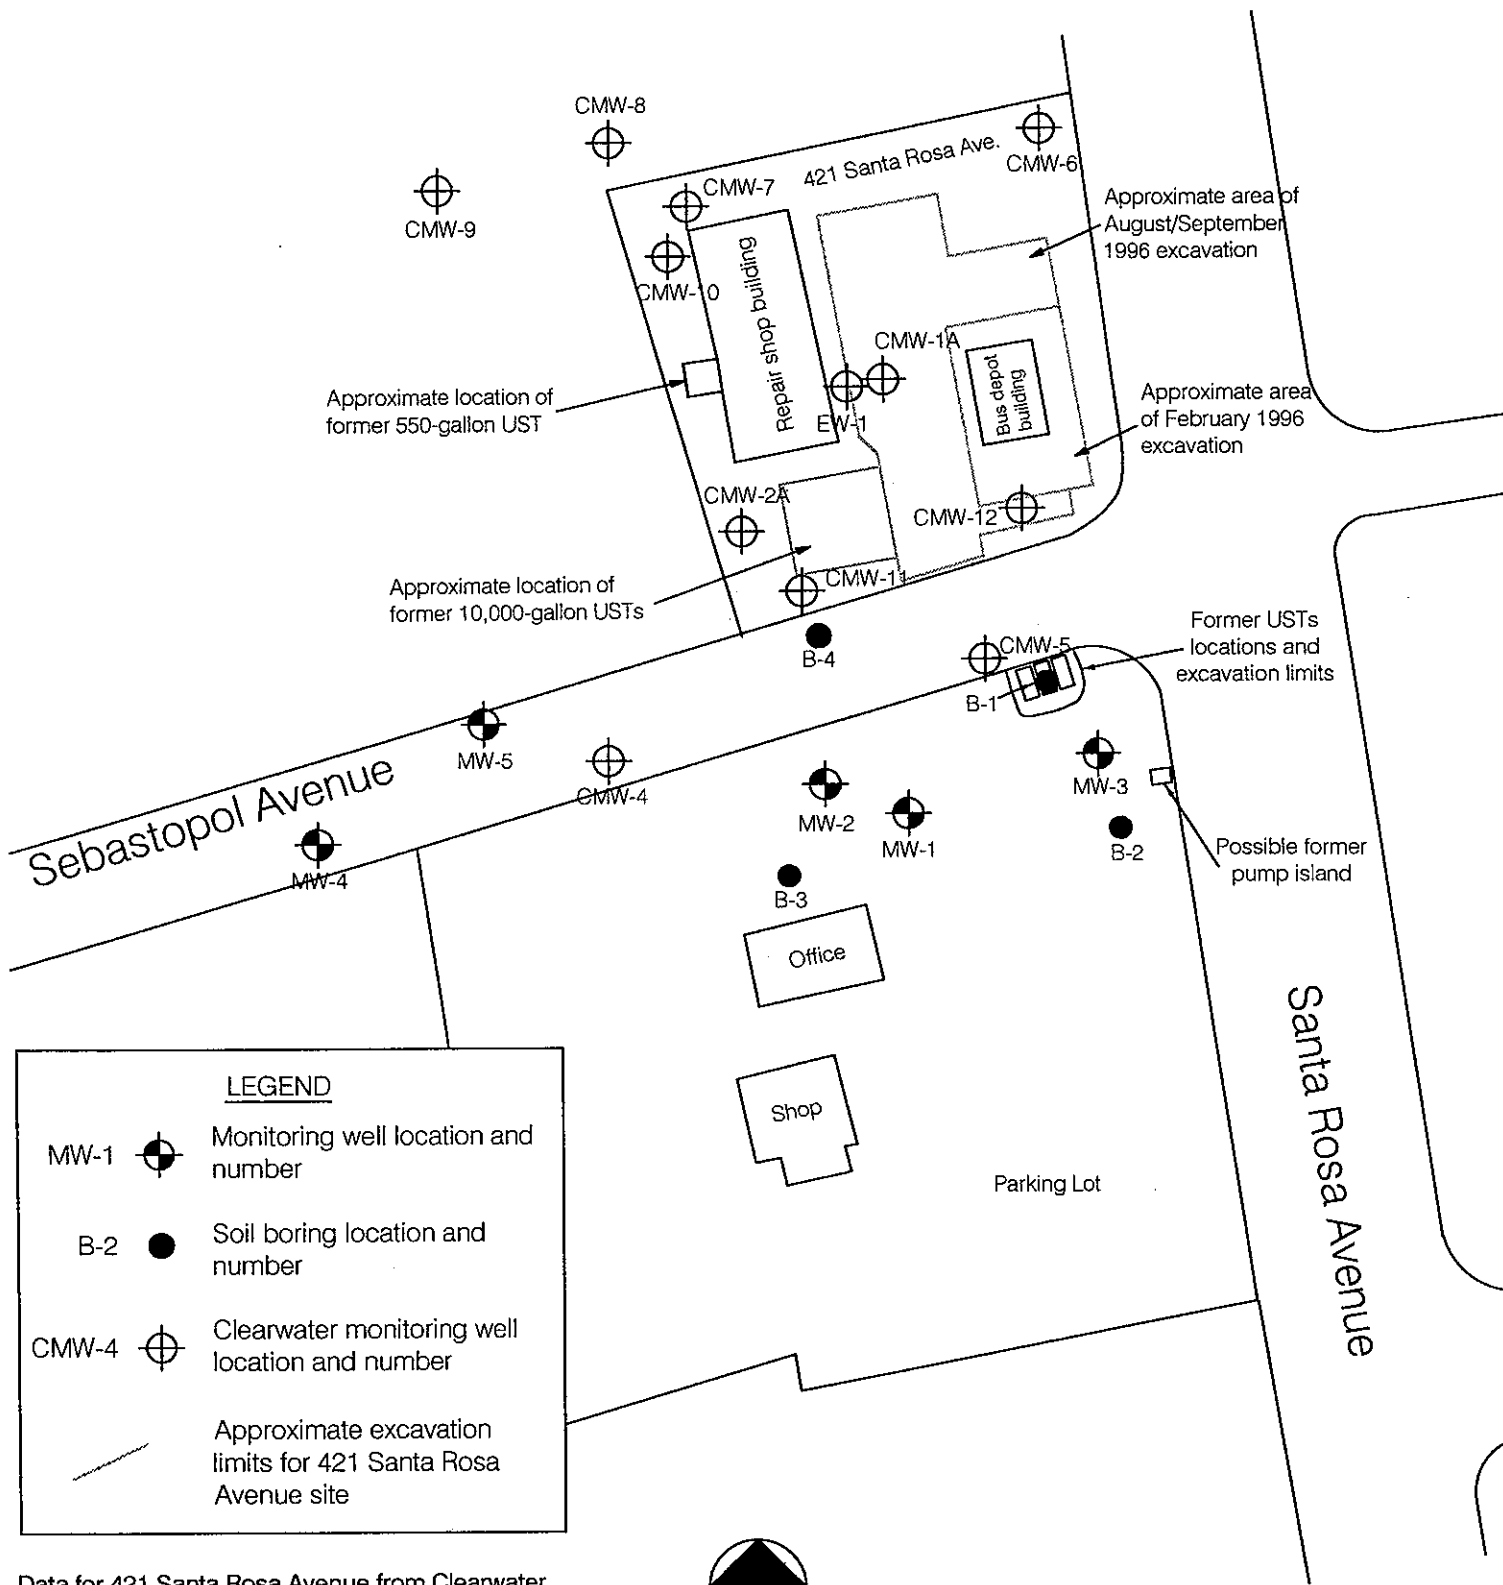 CMW-8
CMW-9
CMW-7
421 Santa Rosa Ave.
CMW-6
CMW-10
Repair shop building
Approximate area of
August/September
1996 excavation
CMW-1A
EW-1
Bus depot
building
Approximate location of
former 550-gallon UST
Approximate area
of February 1996
excavation
CMW-2A
CMW-12
Approximate location of
former 10,000-gallon USTs
CMW-11
B-4
CMW-5
B-1
Former USTs
locations and
excavation limits
MW-5
CMW-4
Sebastopol Avenue
MW-4
MW-2
MW-1
MW-3
B-2
B-3
Possible former
pump island
Office
Shop
Parking Lot
Santa Rosa Avenue
LEGEND
MW-1 Monitoring well location and
number
B-2 Soil boring location and
number
CMW-4 Clearwater monitoring well
location and number
Approximate excavation
limits for 421 Santa Rosa
Avenue site
Data for 421 Santa Rosa Avenue from Clearwater